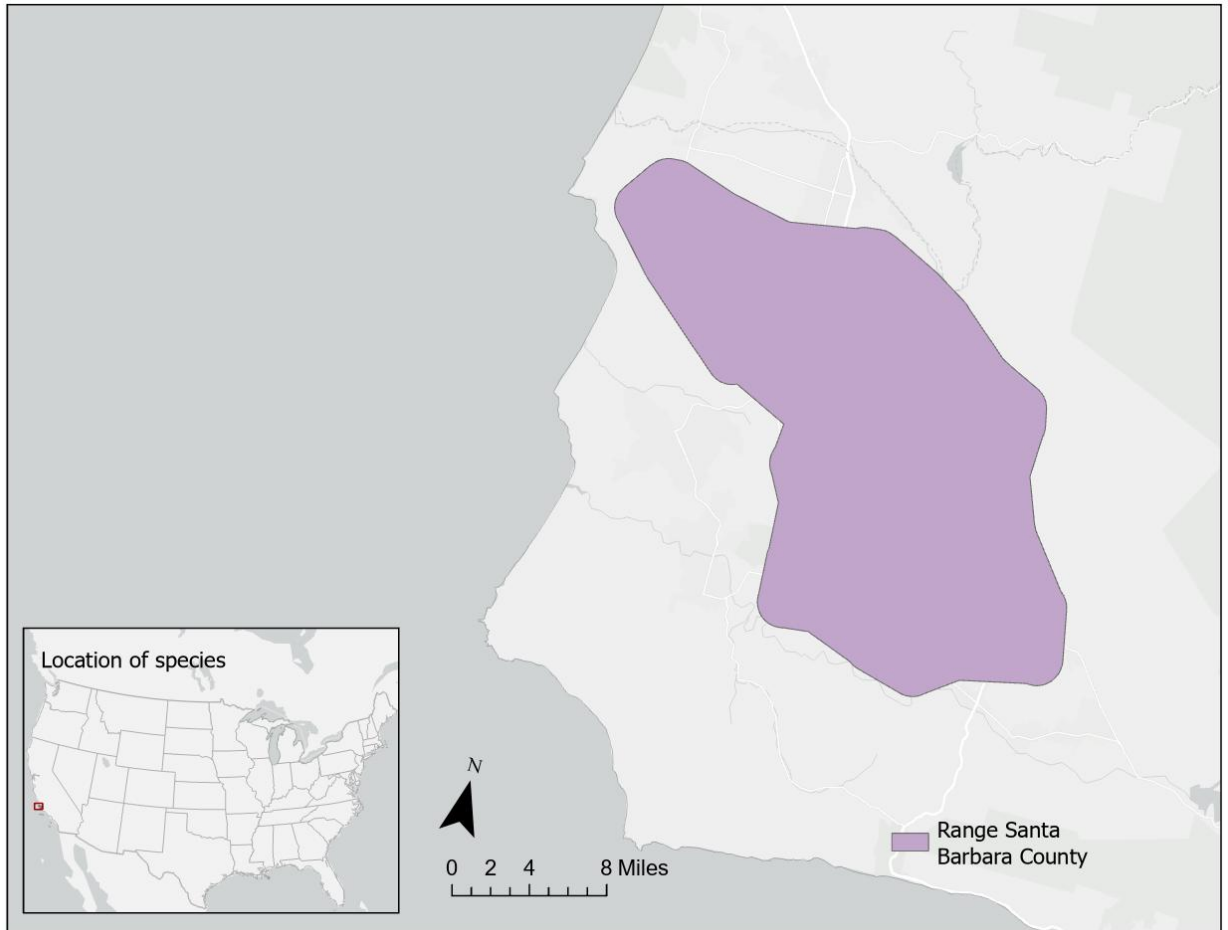 Location of species
N
0 2 4 8 Miles
Range Santa
Barbara County